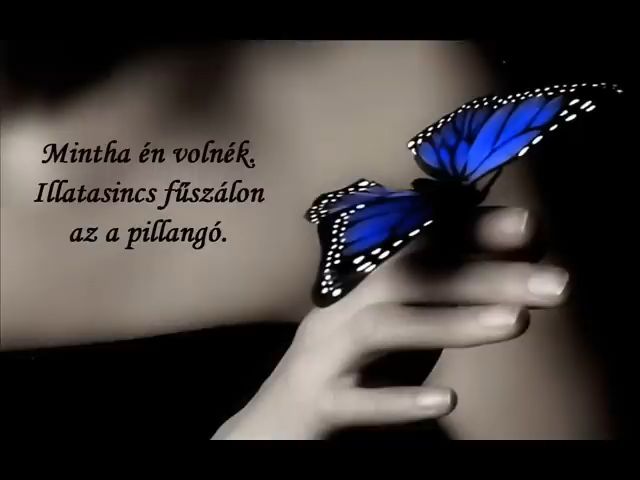 Mintha én volnék.
Illatasincs fűszálon
az a pillangó.